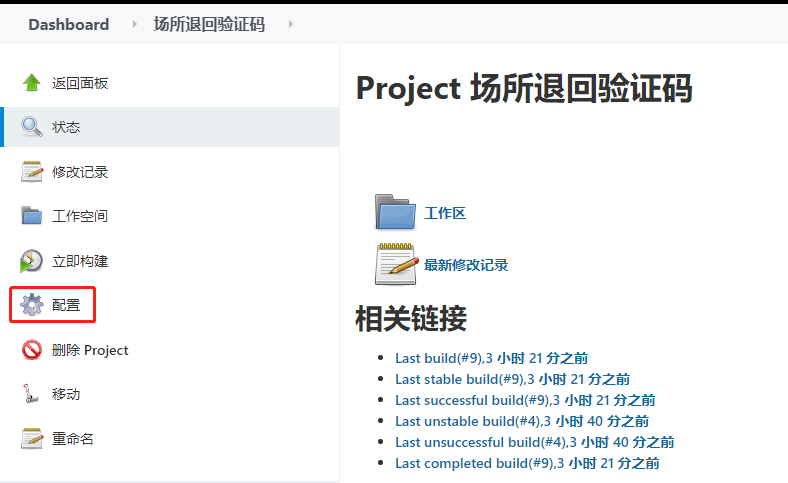 Dashboard 场所退回验证码
返回面板
状态
修改记录
工作空间
立即构建
配置
删除 Project
移动
重命名
Project 场所退回验证码
工作区
最新修改记录
相关链接
Last build(#9),3 小时 21 分之前
Last stable build(#9),3 小时 21 分之前
Last successful build(#9),3 小时 21 分之前
Last unstable build(#4),3 小时 40 分之前
Last unsuccessful build(#4),3 小时 40 分之前
Last completed build(#9),3 小时 21 分之前